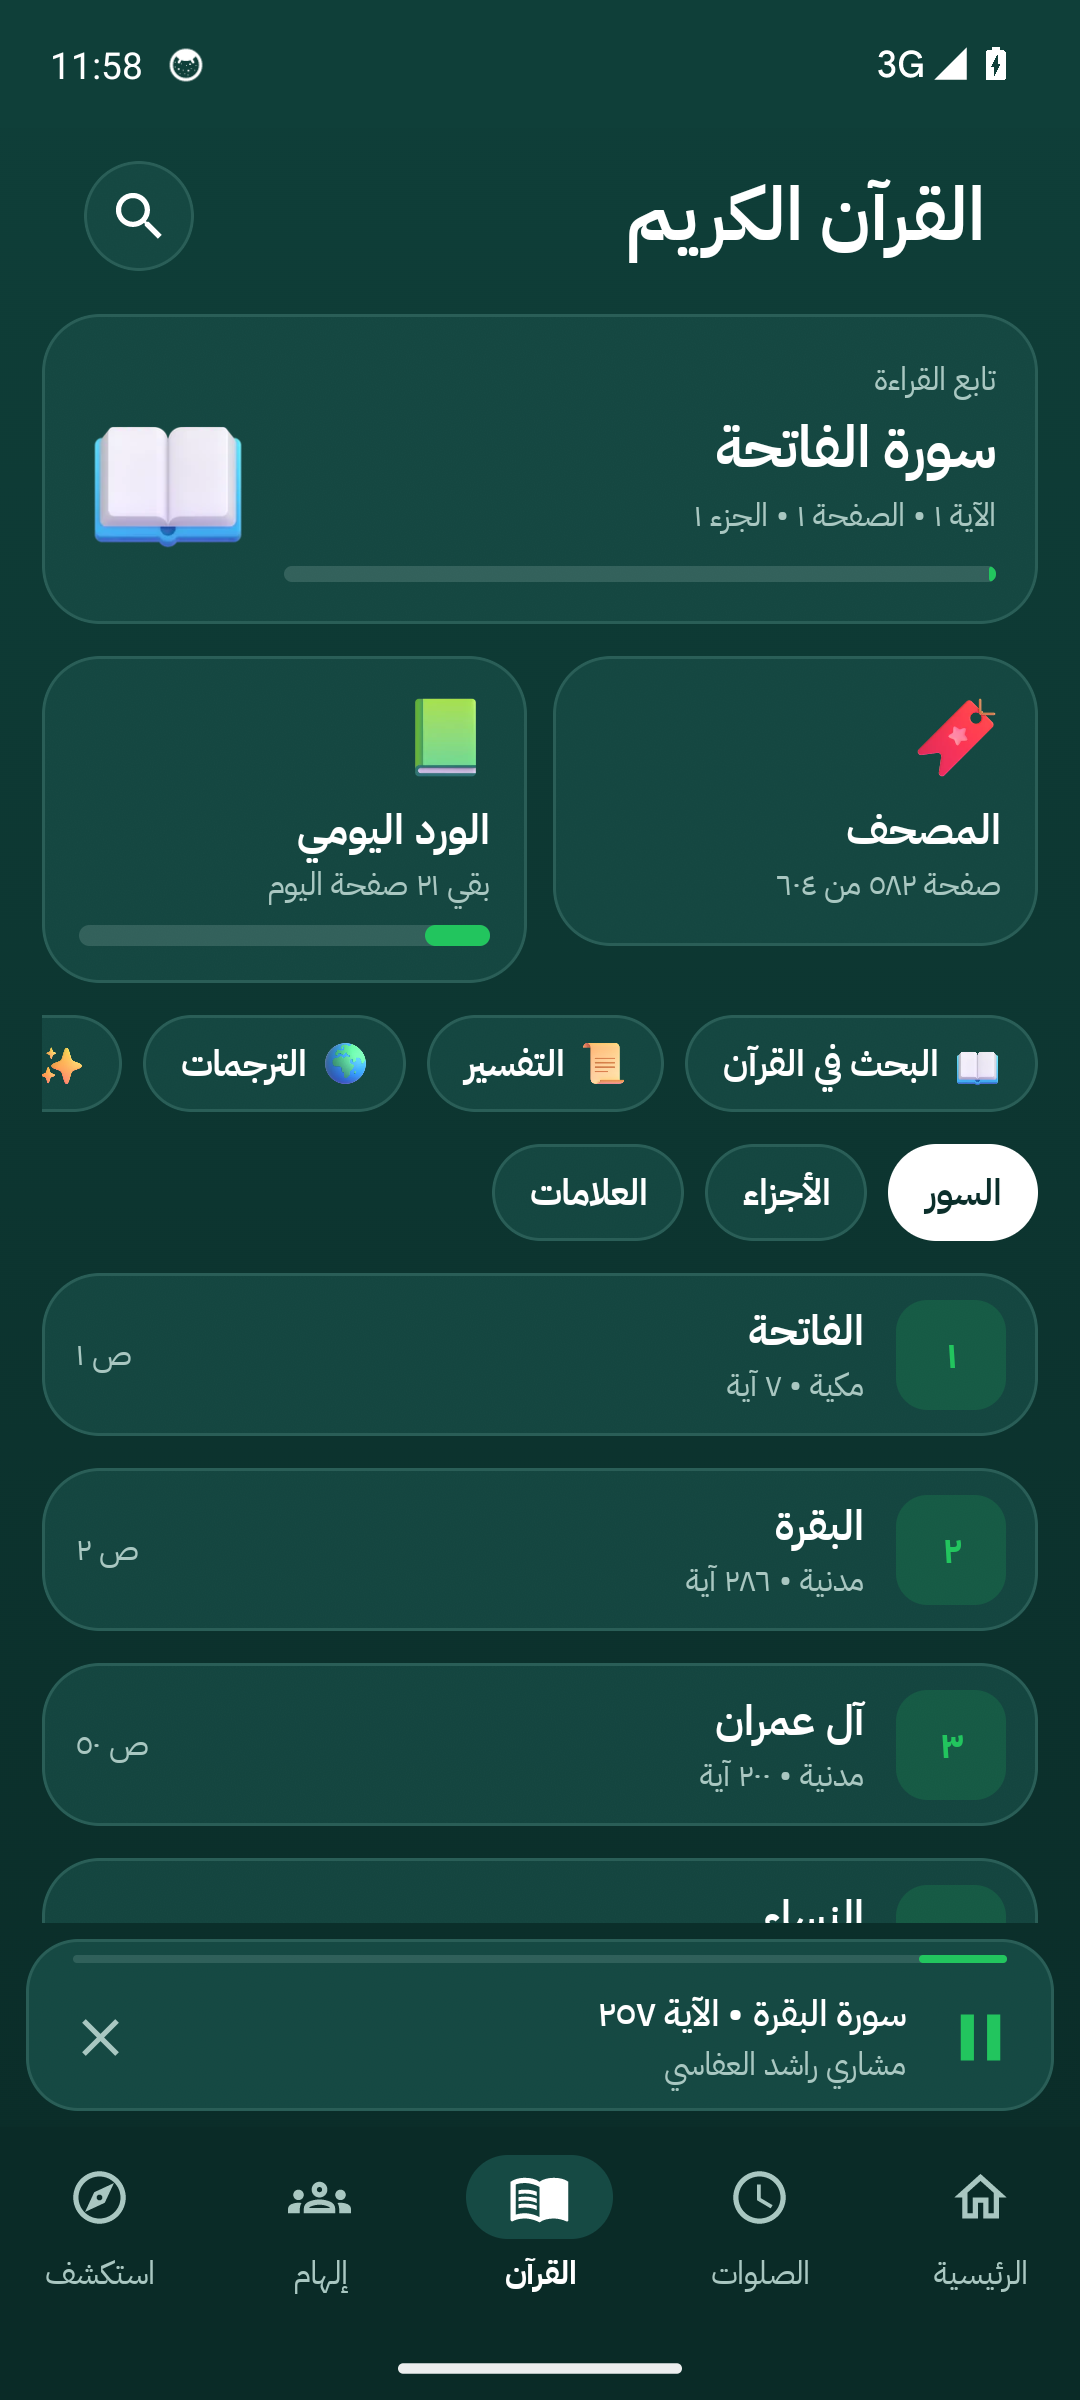 11:58
3G
القرآن الكريم
تابع القراءة
سورة الفاتحة
الآية ١ • الصفحة ١ • الجزء ١
المصحف
صفحة ٥٨٢ من ٦٠٤
الورد اليومي
بقي ٢١ صفحة اليوم
البحث في القرآن
التفسير
الترجمات
السور
الأجزاء
العلامات
١
الفاتحة
مكية • ٧ آية
ص ١
٢
البقرة
مدنية • ٢٨٦ آية
ص ٢
٣
آل عمران
مدنية • ٢٠٠ آية
ص ٥٠
النساء
سورة البقرة • الآية ٢٥٧
مشاري راشد العفاسي
الرئيسية
الصلوات
القرآن
إلهام
استكشف